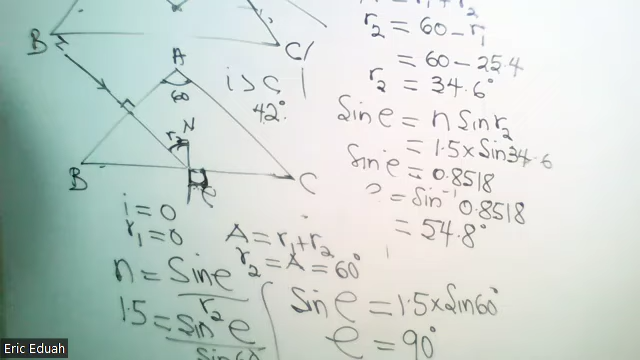 B
C
r₂ = 60 - r₁
= 60 - 25.4
r₂ = 34.6°
A
60
i > c
42°
N
r₂
B
e
C
Sin e = n Sin r₂
= 1.5 x Sin 34.6
Sin e = 0.8518
= Sin⁻¹ 0.8518
= 54.8°
i = 0
r₁ = 0
A = r₁ + r₂
r₂ = A = 60°
n = Sin e
r₂
1.5 = Sin e
Sin 60
Sin e = 1.5 x Sin 60°
e = 90°
Eric Eduah